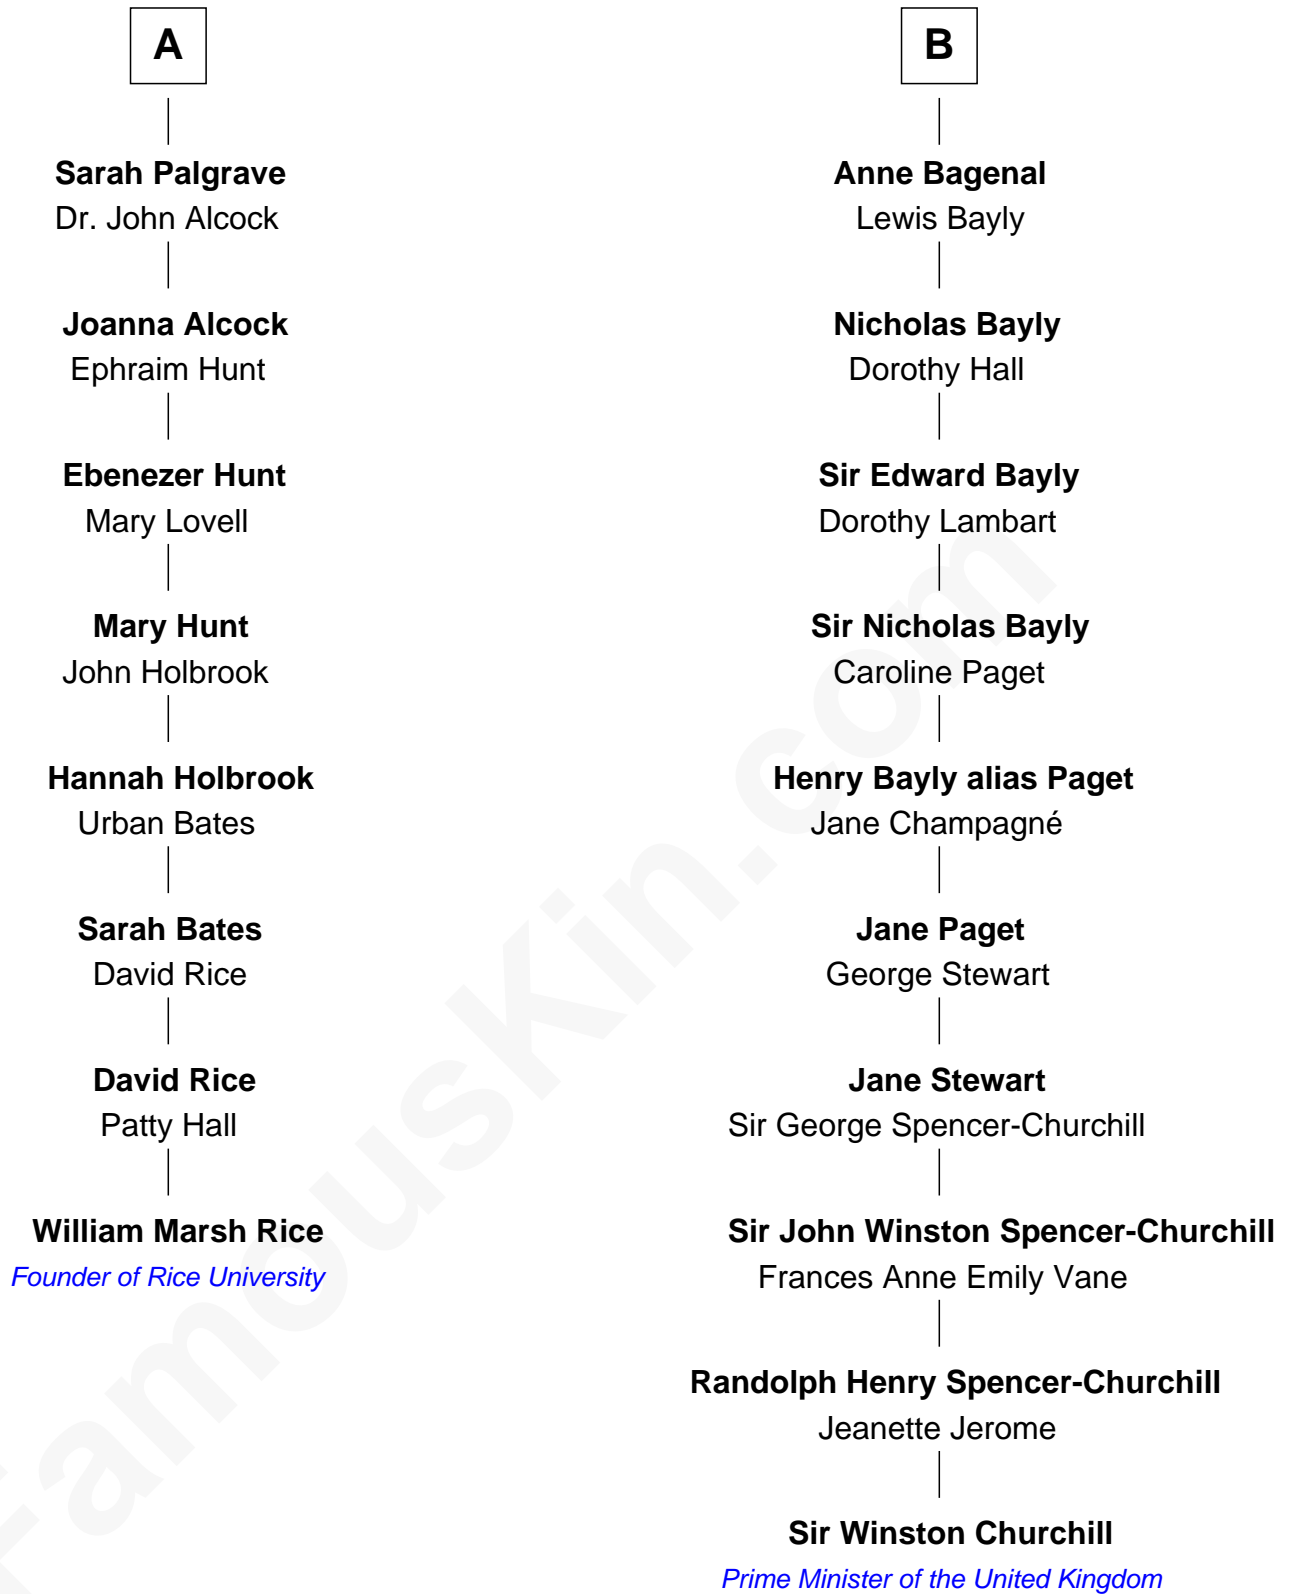 A
Sarah Palgrave
Dr. John Alcock
Joanna Alcock
Ephraim Hunt
Ebenezer Hunt
Mary Lovell
Mary Hunt
John Holbrook
Hannah Holbrook
Urban Bates
Sarah Bates
David Rice
David Rice
Patty Hall
William Marsh Rice
Founder of Rice University
B
Anne Bagenal
Lewis Bayly
Nicholas Bayly
Dorothy Hall
Sir Edward Bayly
Dorothy Lambart
Sir Nicholas Bayly
Caroline Paget
Henry Bayly alias Paget
Jane Champagné
Jane Paget
George Stewart
Jane Stewart
Sir George Spencer-Churchill
Sir John Winston Spencer-Churchill
Frances Anne Emily Vane
Randolph Henry Spencer-Churchill
Jeanette Jerome
Sir Winston Churchill
Prime Minister of the United Kingdom
FamousKin.com